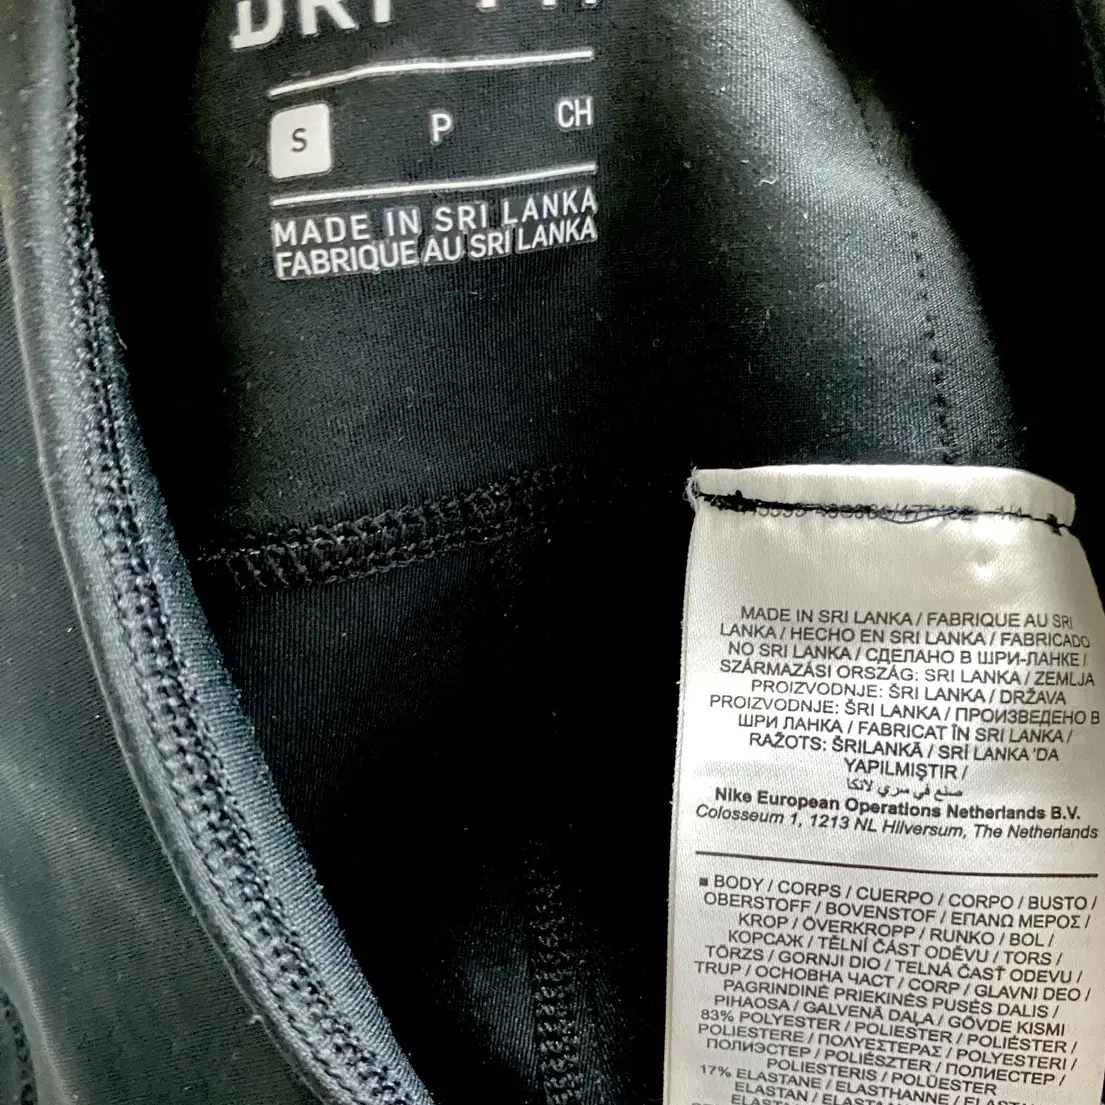 DRI
S P CH
MADE IN SRI LANKA
FABRIQUE AU SRI LANKA
MADE IN SRI LANKA / FABRIQUE AU SRI
LANKA / HECHO EN SRI LANKA / FABRICADO
NO SRI LANKA / СДЕЛАНО В ШРИ-ЛАНКЕ /
SZÁRMAZÁSI ORSZÁG: SRI LANKA / ZEMLJA
PROIZVODNJE: ŠRI LANKA / DRŽAVA
PROIZVODNJE: ŠRI LANKA / ПРОИЗВЕДЕНО В
ШРИ ЛАНКА / FABRICAT ÎN SRI LANKA /
RAŽOTS: ŠRILANKĀ / SRİ LANKA 'DA
YAPILMIŞTIR /
صنع في سري لانكا
Nike European Operations Netherlands B.V.
Colosseum 1, 1213 NL Hilversum, The Netherlands
■ BODY / CORPS / CUERPO / CORPO / BUSTO /
OBERSTOFF / BOVENSTOF / ΕΠΑΝΩ ΜΕΡΟΣ /
KROP / ÖVERKROPP / RUNKO / BOL /
КОРСАЖ / TĚLNÍ ČÁST ODĚVU / TORS /
TÖRZS / GORNJI DIO / TELNÁ ČASŤ ODEVU /
TRUP / ОСНОВНА ЧАСТ / CORP / GLAVNI DEO /
PAGRINDINĖ PRIEKINĖS PUSĖS DALIS /
PIHAOSA / GALVENĀ DAĻA / GÖVDE KISMI
83% POLYESTER / POLIESTER / POLIÉSTER /
POLIESTERE / ΠΟΛΥΕΣΤΕΡΑΣ / POLYESTERI /
ПОЛИЭСТЕР / POLIÉSZTER / ПОЛИЕСТЕР /
POLIESTERIS / POLÜESTER
17% ELASTANE / ELASTHANNE / ELASTAN /
ELASTAN / ELASTAN